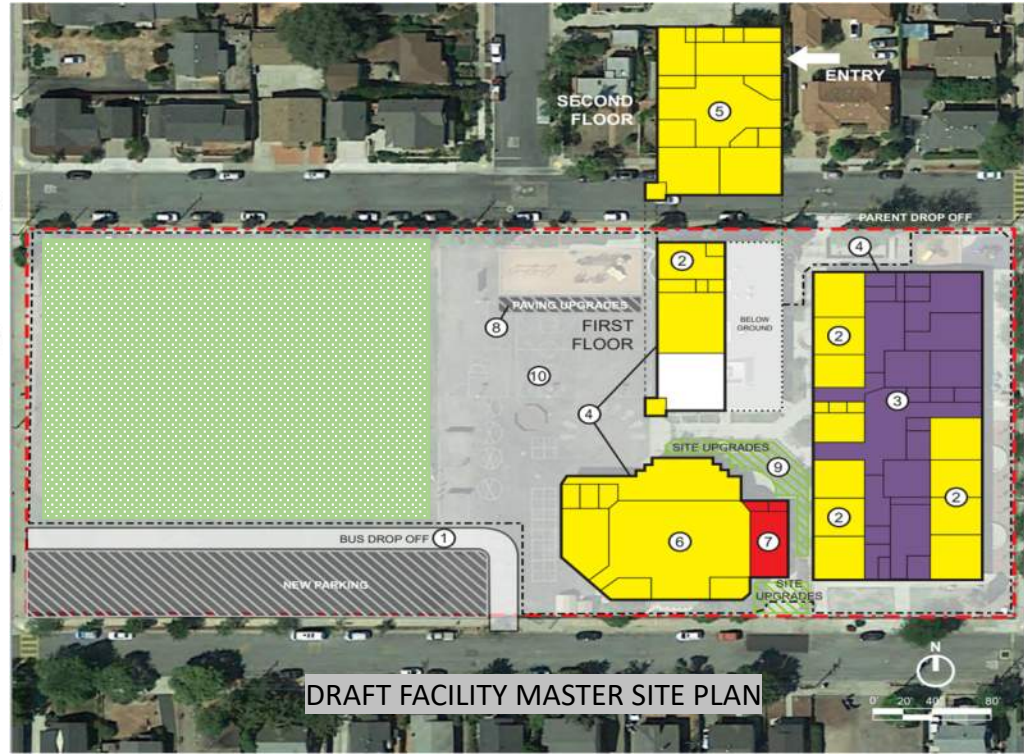 SECOND
FLOOR
5
ENTRY
PARENT DROP OFF
4
2
PAVING UPGRADES
8
FIRST
FLOOR
BELOW
GROUND
2
10
3
4
SITE UPGRADES
9
2
2
BUS DROP OFF 1
6
7
NEW PARKING
SITE
UPGRADES
N
DRAFT FACILITY MASTER SITE PLAN
0' 20' 40' 80'